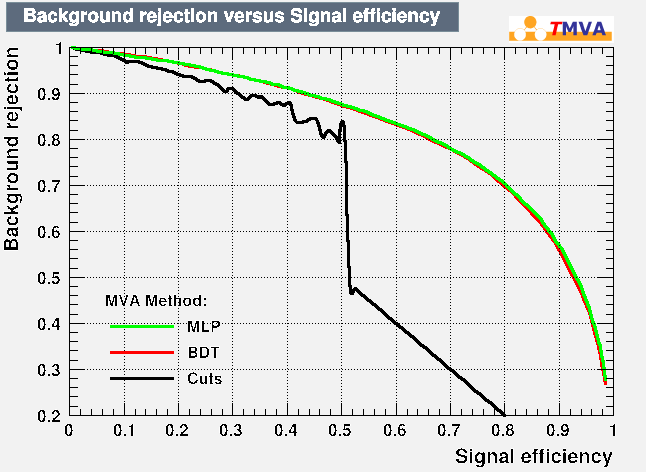 Background rejection versus Signal efficiency
TMVA
Background rejection
1
0.9
0.8
0.7
0.6
0.5
0.4
0.3
0.2
MVA Method:
MLP
BDT
Cuts
0 0.1 0.2 0.3 0.4 0.5 0.6 0.7 0.8 0.9 1
Signal efficiency